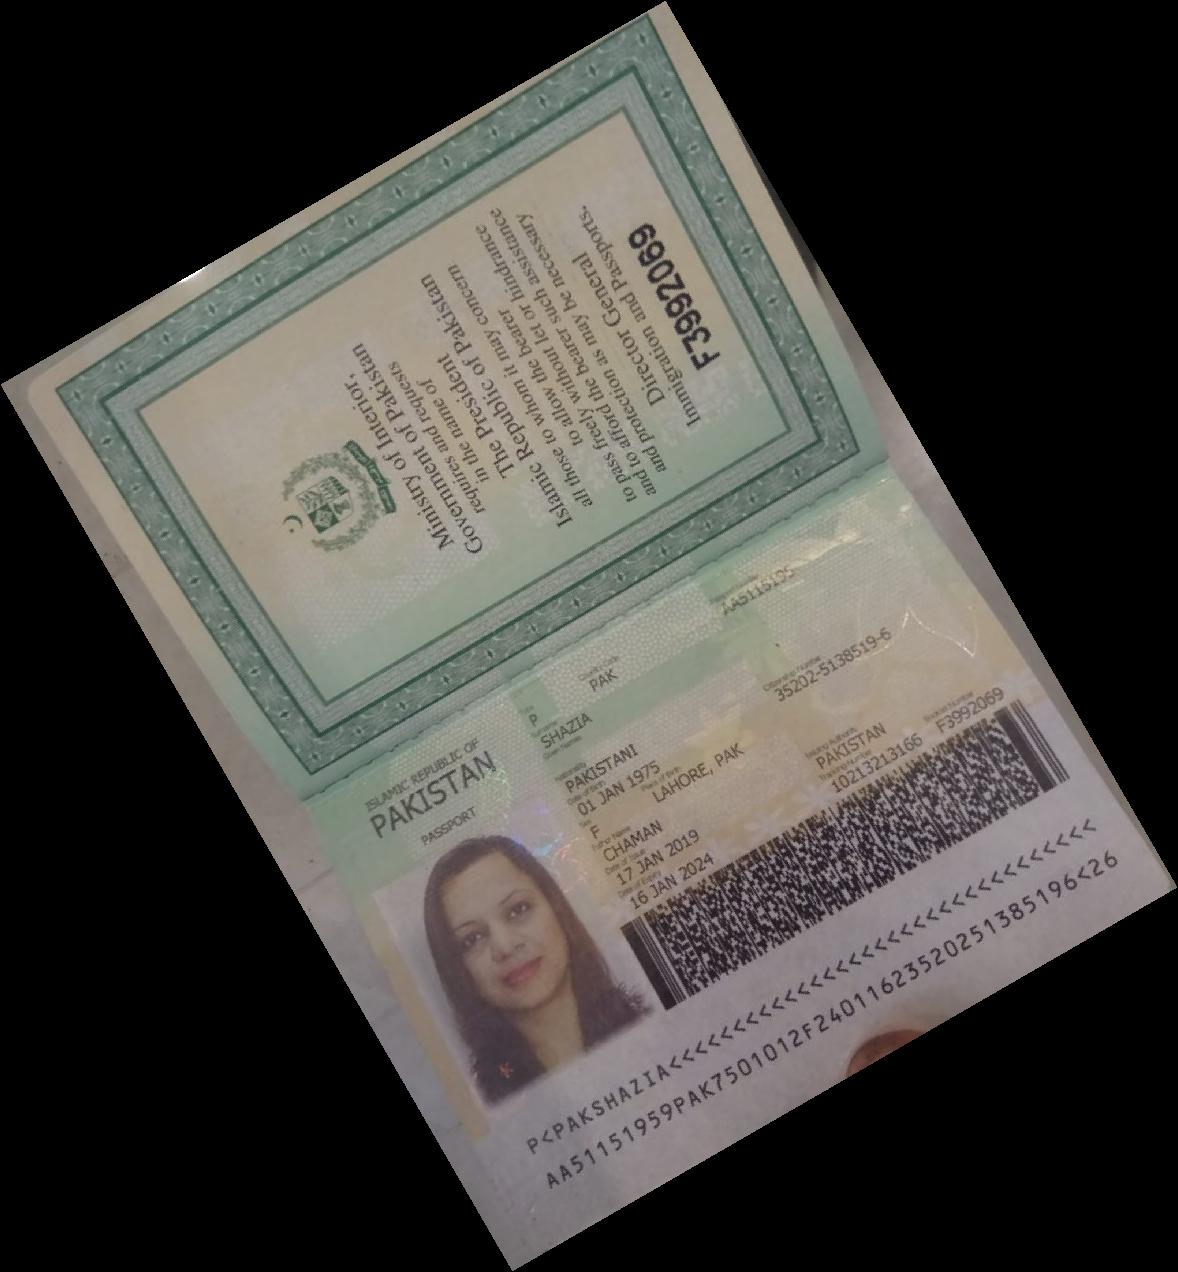 Ministry of Interior,
Government of Pakistan
requires and requests
in the name of
The President
Islamic Republic of Pakistan
all those to whom it may concern
to allow the bearer
to pass freely without let or hindrance
and to afford the bearer such assistance
and protection as may be necessary
Director General
Immigration and Passports.
F3992069
ISLAMIC REPUBLIC OF
PAKISTAN
PASSPORT
Country Code
P PAK AA5115195
Surname
SHAZIA
Given Names
Nationality Citizenship Number
PAKISTANI 35202-5138519-6
Date of Birth
01 JAN 1975
Sex Place of Birth
F LAHORE, PAK
Father Name
CHAMAN
Date of Issue Issuing Authority
17 JAN 2019 PAKISTAN
Date of Expiry Tracking Number Booklet Number
16 JAN 2024 10213213166 F3992069
P<PAKSHAZIA<<<<<<<<<<<<<<<<<<<<<<<<<<<<<<<<<
AA51151959PAK7501012F24011623520251385196<26